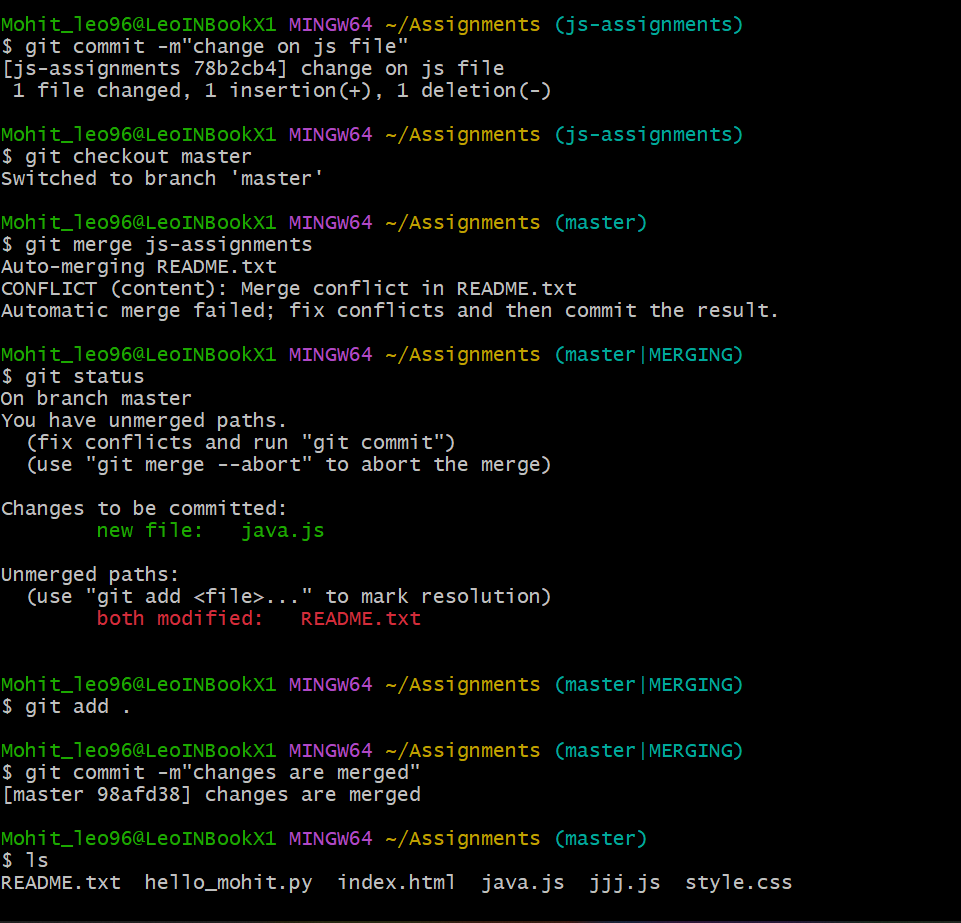 Mohit_leo96@LeoINBookX1 MINGW64 ~/Assignments (js-assignments)
$ git commit -m"change on js file"
[js-assignments 78b2cb4] change on js file
 1 file changed, 1 insertion(+), 1 deletion(-)

Mohit_leo96@LeoINBookX1 MINGW64 ~/Assignments (js-assignments)
$ git checkout master
Switched to branch 'master'

Mohit_leo96@LeoINBookX1 MINGW64 ~/Assignments (master)
$ git merge js-assignments
Auto-merging README.txt
CONFLICT (content): Merge conflict in README.txt
Automatic merge failed; fix conflicts and then commit the result.

Mohit_leo96@LeoINBookX1 MINGW64 ~/Assignments (master|MERGING)
$ git status
On branch master
You have unmerged paths.
  (fix conflicts and run "git commit")
  (use "git merge --abort" to abort the merge)

Changes to be committed:
        new file:   java.js

Unmerged paths:
  (use "git add <file>..." to mark resolution)
        both modified:   README.txt


Mohit_leo96@LeoINBookX1 MINGW64 ~/Assignments (master|MERGING)
$ git add .

Mohit_leo96@LeoINBookX1 MINGW64 ~/Assignments (master|MERGING)
$ git commit -m"changes are merged"
[master 98afd38] changes are merged

Mohit_leo96@LeoINBookX1 MINGW64 ~/Assignments (master)
$ ls
README.txt  hello_mohit.py  index.html  java.js  jjj.js  style.css